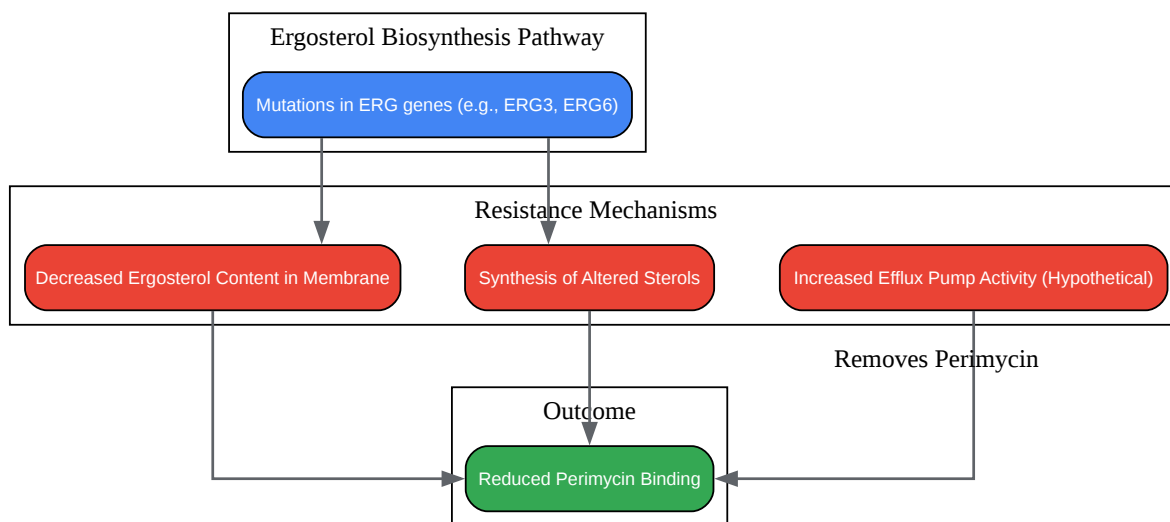 Ergosterol Biosynthesis Pathway
Mutations in ERG genes (e.g., ERG3, ERG6)
Resistance Mechanisms
Decreased Ergosterol Content in Membrane
Synthesis of Altered Sterols
Increased Efflux Pump Activity (Hypothetical)
Removes Perimycin
Outcome
Reduced Perimycin Binding